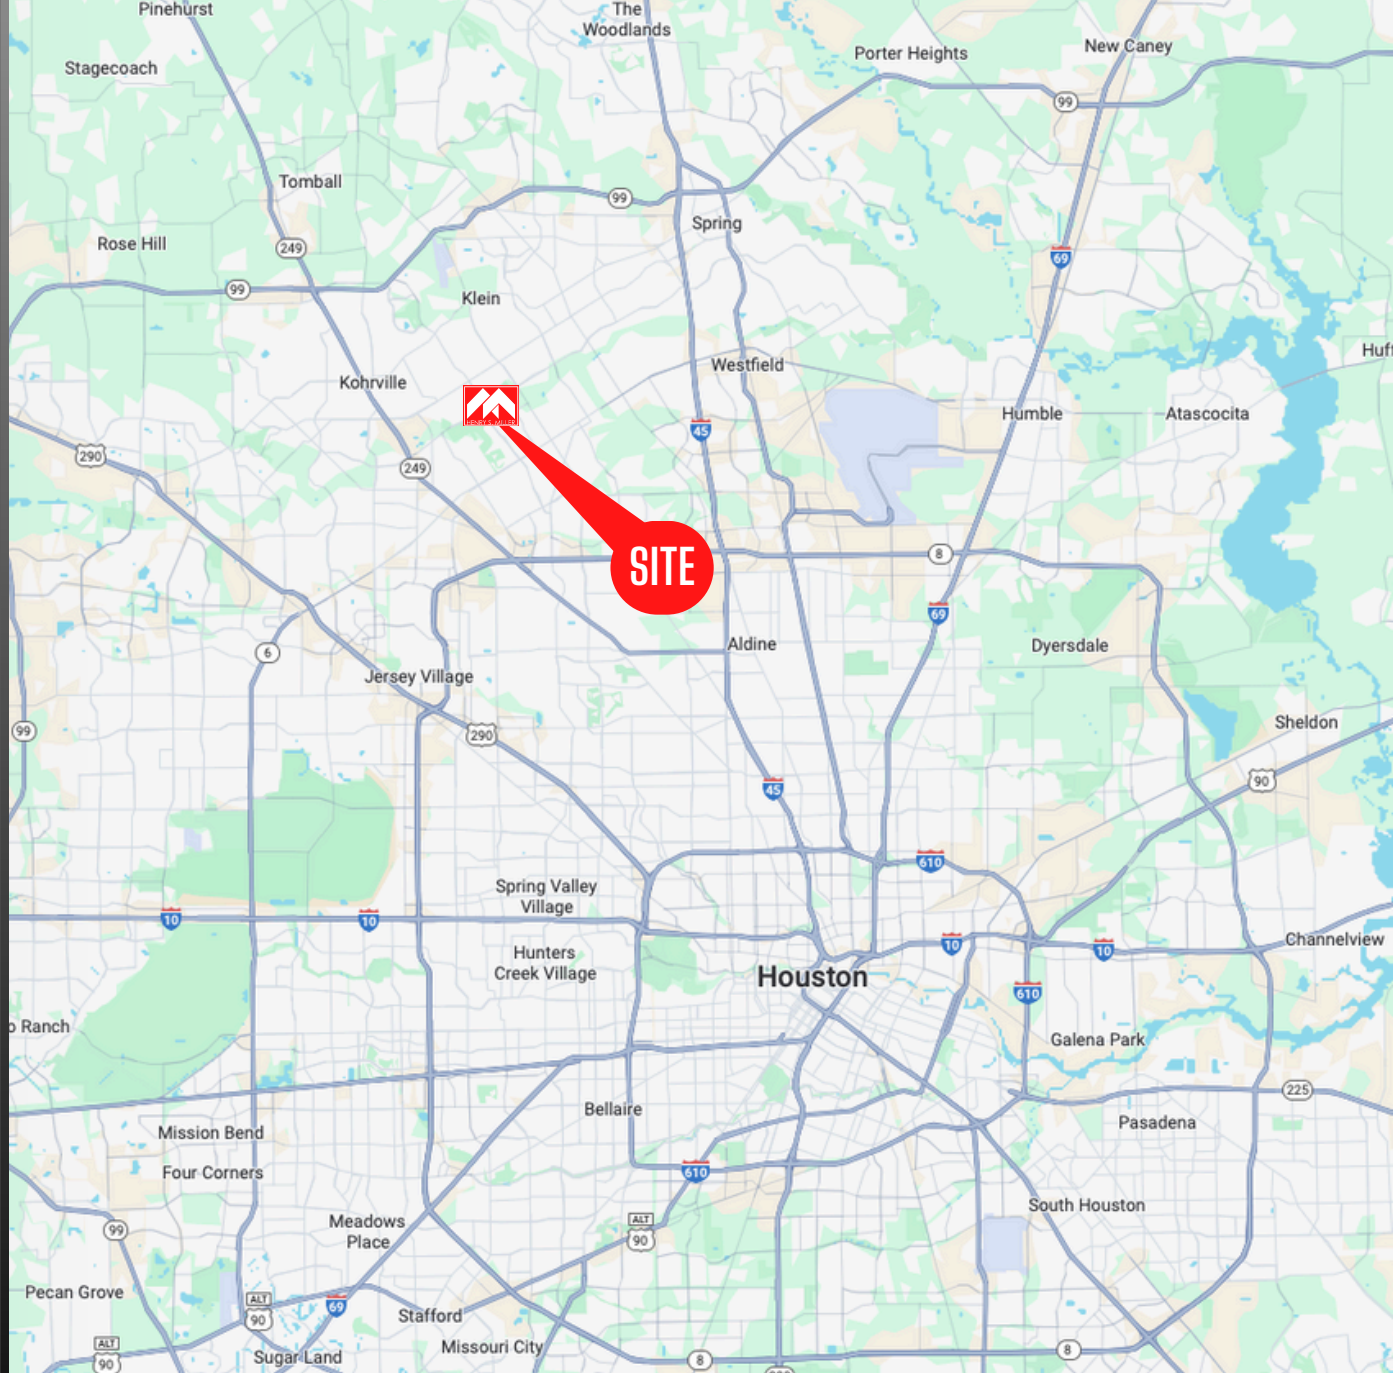 Pinehurst
The
Woodlands
New Caney
Porter Heights
Stagecoach
99
Tomball
99
Spring
Rose Hill
249
69
99
Klein
Huff
Westfield
Kohrville
HENRY S. MILLER
Humble
Atascocita
45
290
249
SITE
8
69
Aldine
Dyersdale
6
Jersey Village
Sheldon
99
290
90
45
610
Spring Valley
Village
10
10
Channelview
10
10
Hunters
Creek Village
Houston
610
o Ranch
Galena Park
225
Bellaire
Pasadena
Mission Bend
Four Corners
610
South Houston
ALT
90
Meadows
Place
99
Pecan Grove
ALT
90
69
Stafford
Missouri City
ALT
90
Sugar Land
8
8